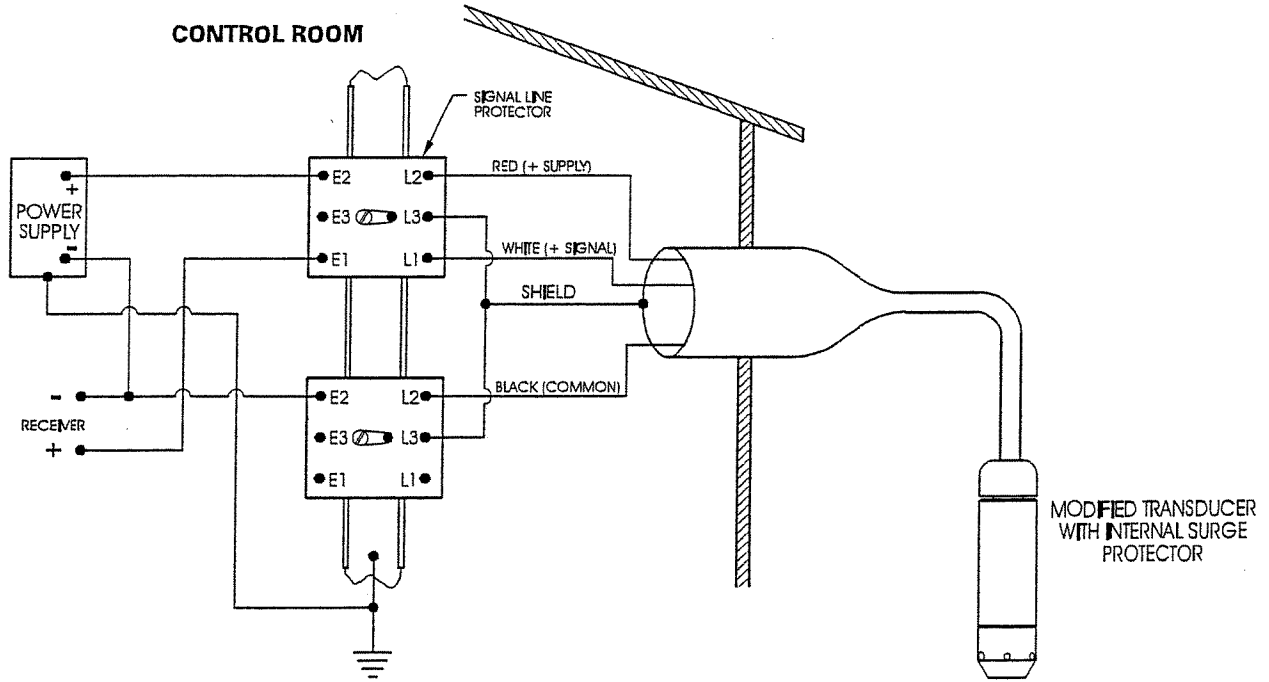 CONTROL ROOM
SIGNAL LINE
PROTECTOR
RED (+ SUPPLY)
E2 L2
+
POWER
SUPPLY
-
E3 L3
WHITE (+ SIGNAL)
E1 L1
SHIELD
BLACK (COMMON)
- E2 L2
RECEIVER
E3 L3
+
E1 L1
MODIFIED TRANSDUCER
WITH INTERNAL SURGE
PROTECTOR